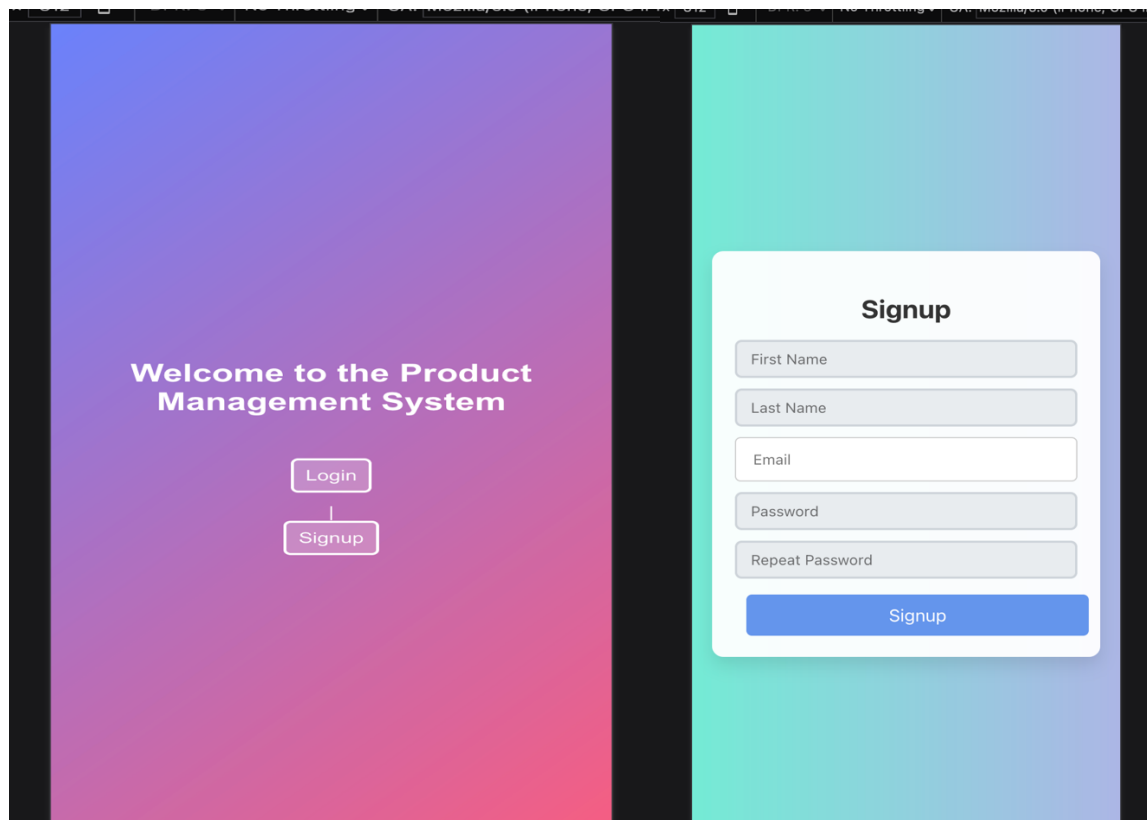 Welcome to the Product
Management System
Login
|
Signup
Signup
First Name
Last Name
Email
Password
Repeat Password
Signup